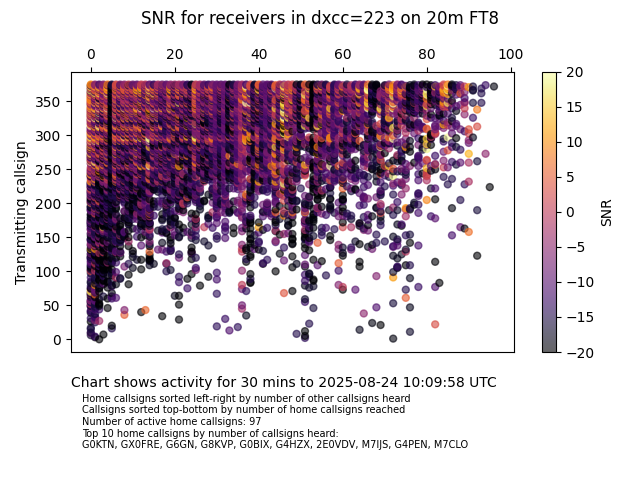 SNR for receivers in dxcc=223 on 20m FT8
0 20 40 60 80 100
350
300
250
200
150
100
50
0
Transmitting callsign
20
15
10
5
0
−5
−10
−15
−20
SNR
Chart shows activity for 30 mins to 2025-08-24 10:09:58 UTC
Home callsigns sorted left-right by number of other callsigns heard
Callsigns sorted top-bottom by number of home callsigns reached
Number of active home callsigns: 97
Top 10 home callsigns by number of callsigns heard:
G0KTN, GX0FRE, G6GN, G8KVP, G0BIX, G4HZX, 2E0VDV, M7IJS, G4PEN, M7CLO